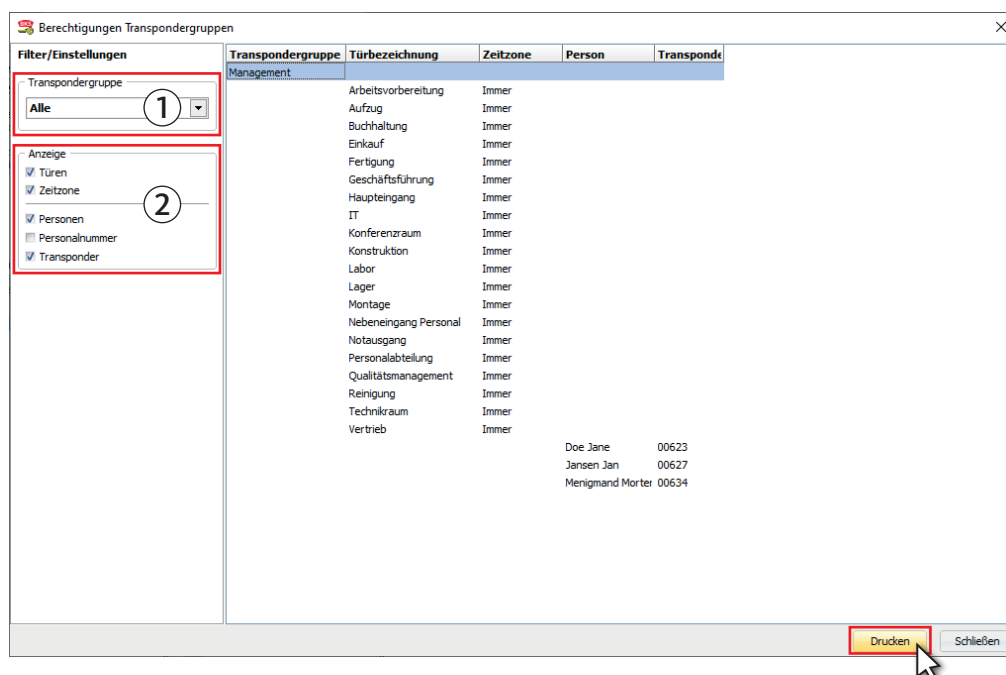 BKS Berechtigungen Transpondergruppen
Filter/Einstellungen
Transpondergruppe
Alle
1
Anzeige
Türen
Zeitzone
2
Personen
Personalnummer
Transponder
Transpondergruppe Türbezeichnung Zeitzone Person Transponde
Management
Arbeitsvorbereitung Immer
Aufzug Immer
Buchhaltung Immer
Einkauf Immer
Fertigung Immer
Geschäftsführung Immer
Haupteingang Immer
IT Immer
Konferenzraum Immer
Konstruktion Immer
Labor Immer
Lager Immer
Montage Immer
Nebeneingang Personal Immer
Notausgang Immer
Personalabteilung Immer
Qualitätsmanagement Immer
Reinigung Immer
Technikraum Immer
Vertrieb Immer
Doe Jane 00623
Jansen Jan 00627
Menigmand Morter 00634
Drucken Schließen